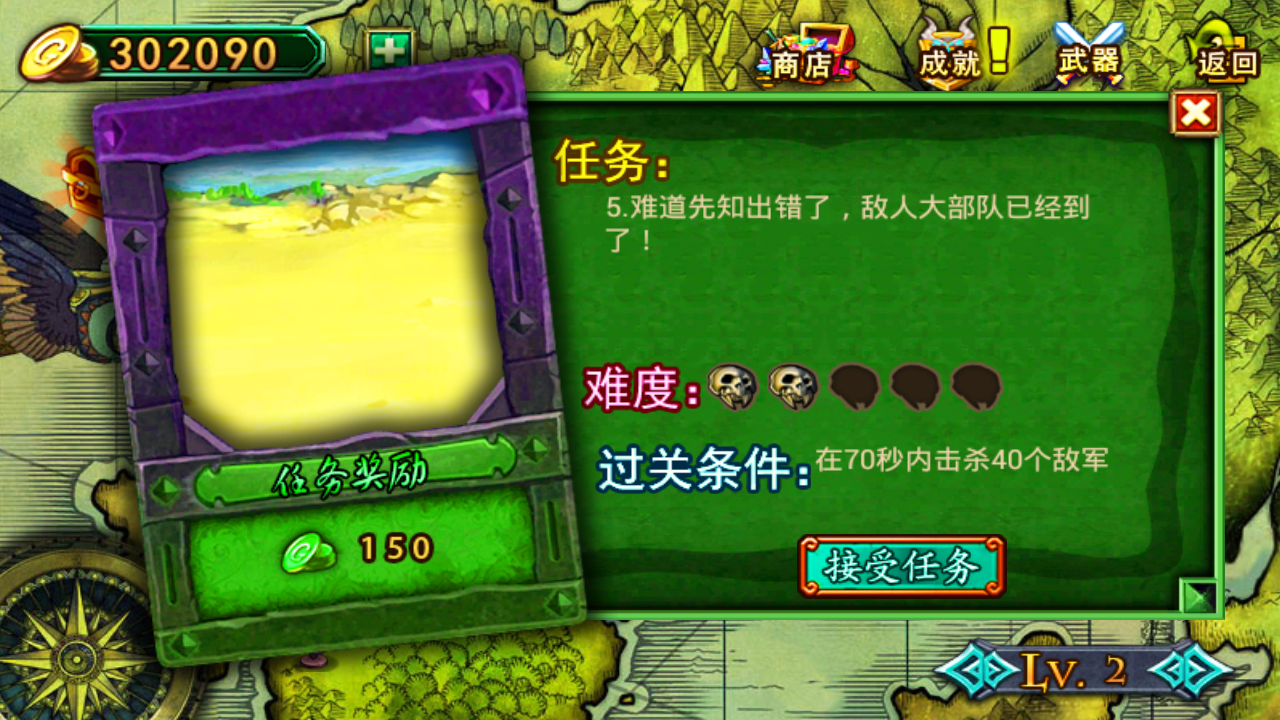 302090
商店
成就
武器
返回
任务：
5.难道先知出错了，敌人大部队已经到
了！
难度：
过关条件：在70秒内击杀40个敌军
任务奖励
150
接受任务
Lv. 2